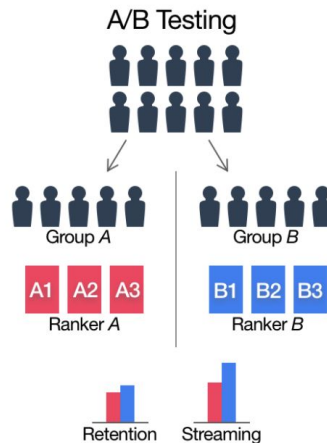 A/B Testing
Group A
Group B
A1 A2 A3
B1 B2 B3
Ranker A
Ranker B
Retention
Streaming